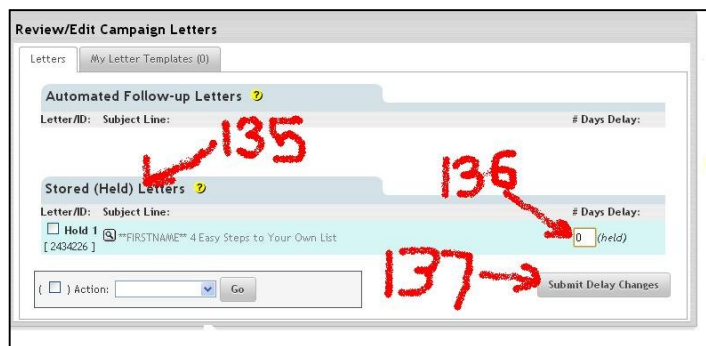 Review/Edit Campaign Letters
Letters My Letter Templates (0)
Automated Follow-up Letters ?
Letter/ID: Subject Line: # Days Delay:
135
136
Stored (Held) Letters ?
Letter/ID: Subject Line: # Days Delay:
Hold 1
[ 2434226 ] **FIRSTNAME** 4 Easy Steps to Your Own List 0 (held)
137
( ) Action: Go Submit Delay Changes